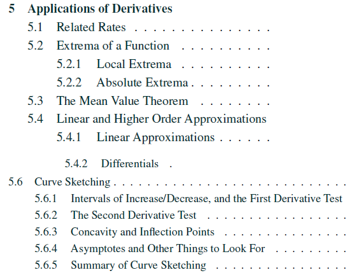 5 Applications of Derivatives
5.1 Related Rates . . . . . . . . . . . . . . .
5.2 Extrema of a Function . . . . . . . . .
5.2.1 Local Extrema . . . . . . . . .
5.2.2 Absolute Extrema . . . . . . . .
5.3 The Mean Value Theorem . . . . . . .
5.4 Linear and Higher Order Approximations
5.4.1 Linear Approximations . . . . . .
5.4.2 Differentials .
5.6 Curve Sketching . . . . . . . . . . . . . . . . . . . . . . . . . .
5.6.1 Intervals of Increase/Decrease, and the First Derivative Test
5.6.2 The Second Derivative Test . . . . . . . . . . . . . . . .
5.6.3 Concavity and Inflection Points . . . . . . . . . . . . . .
5.6.4 Asymptotes and Other Things to Look For . . . . . . . . .
5.6.5 Summary of Curve Sketching . . . . . . . . . . . . . . .